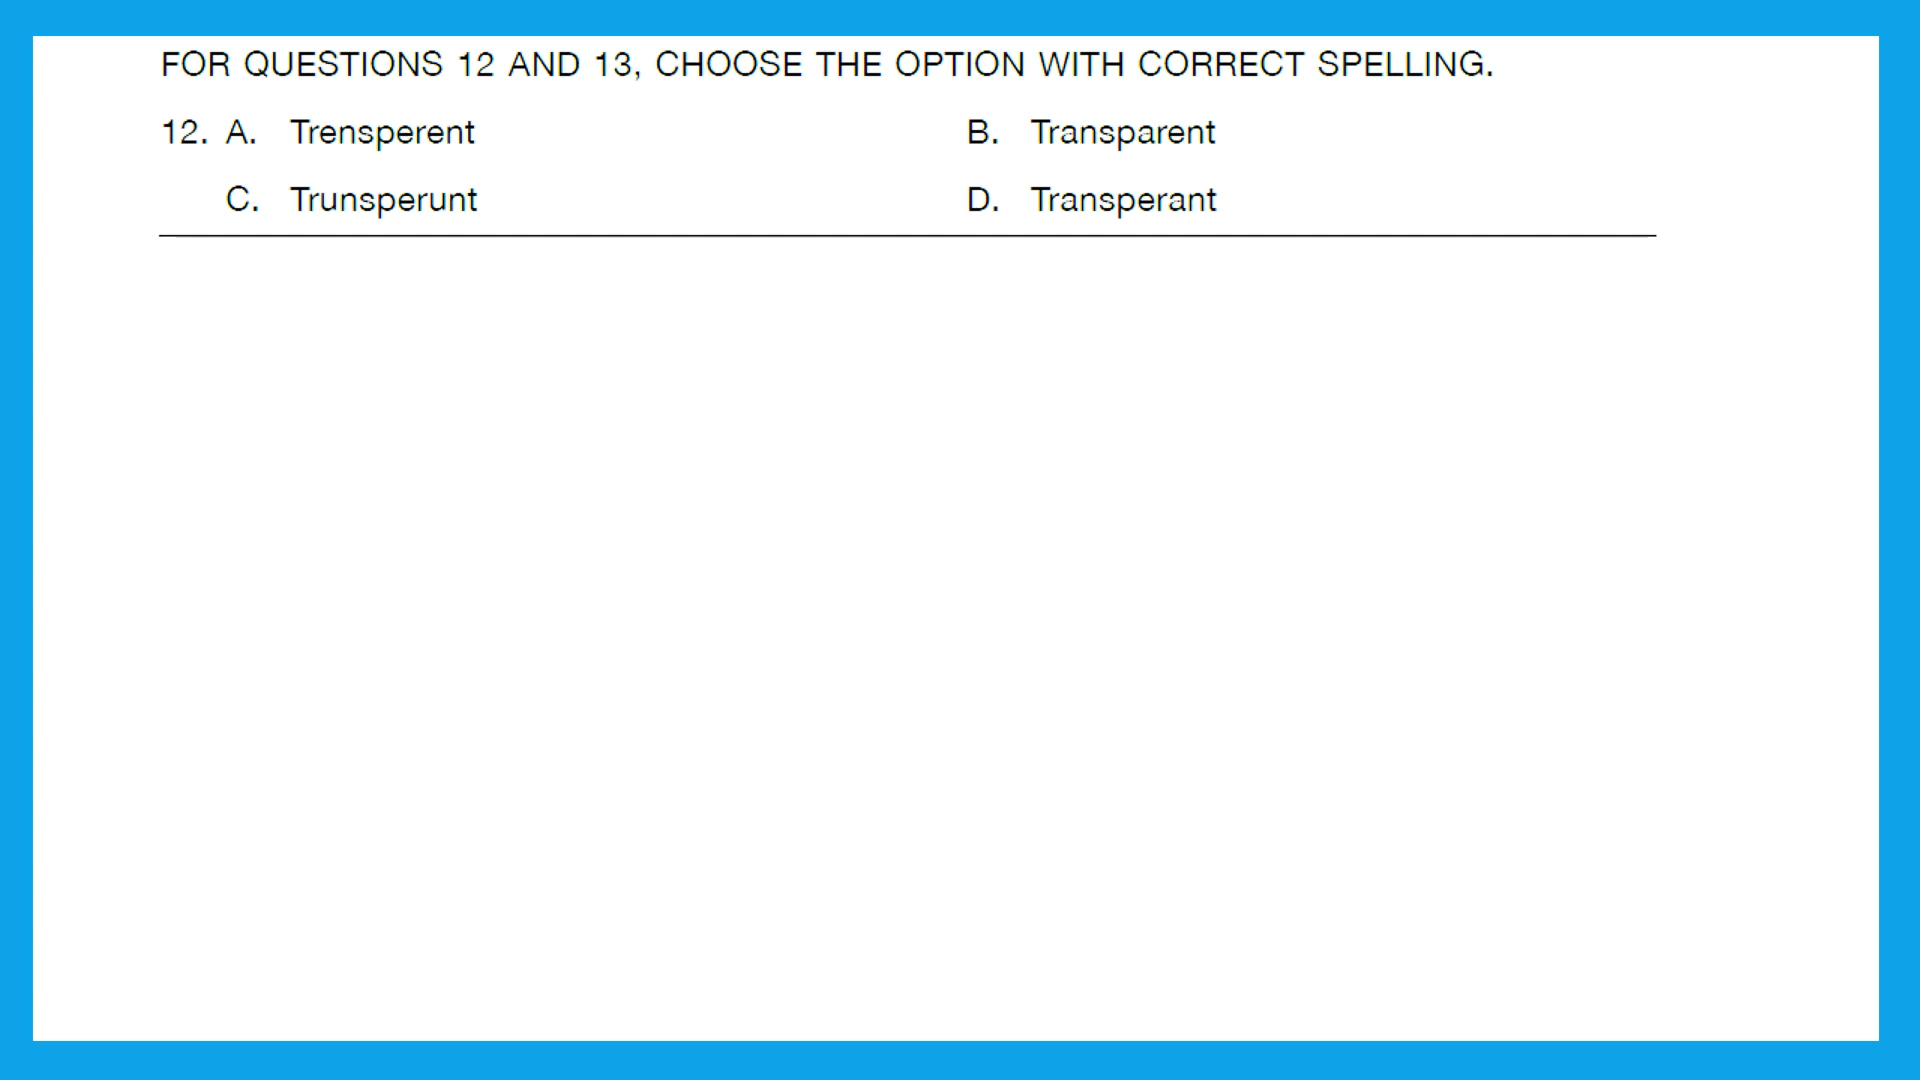 FOR QUESTIONS 12 AND 13, CHOOSE THE OPTION WITH CORRECT SPELLING.
12. A. Trensperent B. Transparent
C. Trunsperunt D. Transperant